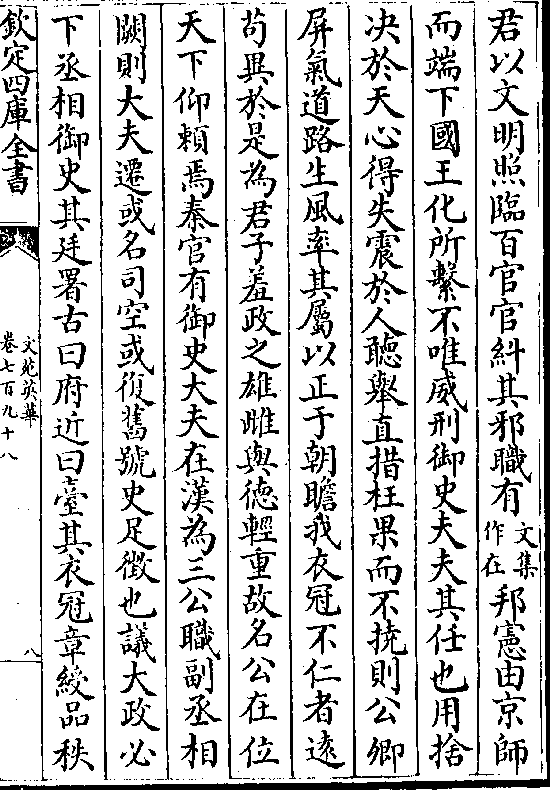 君以文明照臨百官官糾其邪職有文集作在邦憲由京師
而端下國王化所繫不唯威刑御史夫夫其任也用捨
决於天心得失震於人聽舉直措枉果而不撓則公卿
屏氣道路生風率其屬以正于朝瞻我衣冠不仁者遠
茍異於是為君子羞政之雄雌與徳輕重故名公在位
天下仰頼焉秦官有御史大夫在漢為三公職副丞相
闕則大夫遷或名司空或復舊號史足徴也議大政必
下丞相御史其廷署古曰府近曰臺其衣冠章綬品秩
欽定四庫全書
文苑英華
卷七百九十八
八